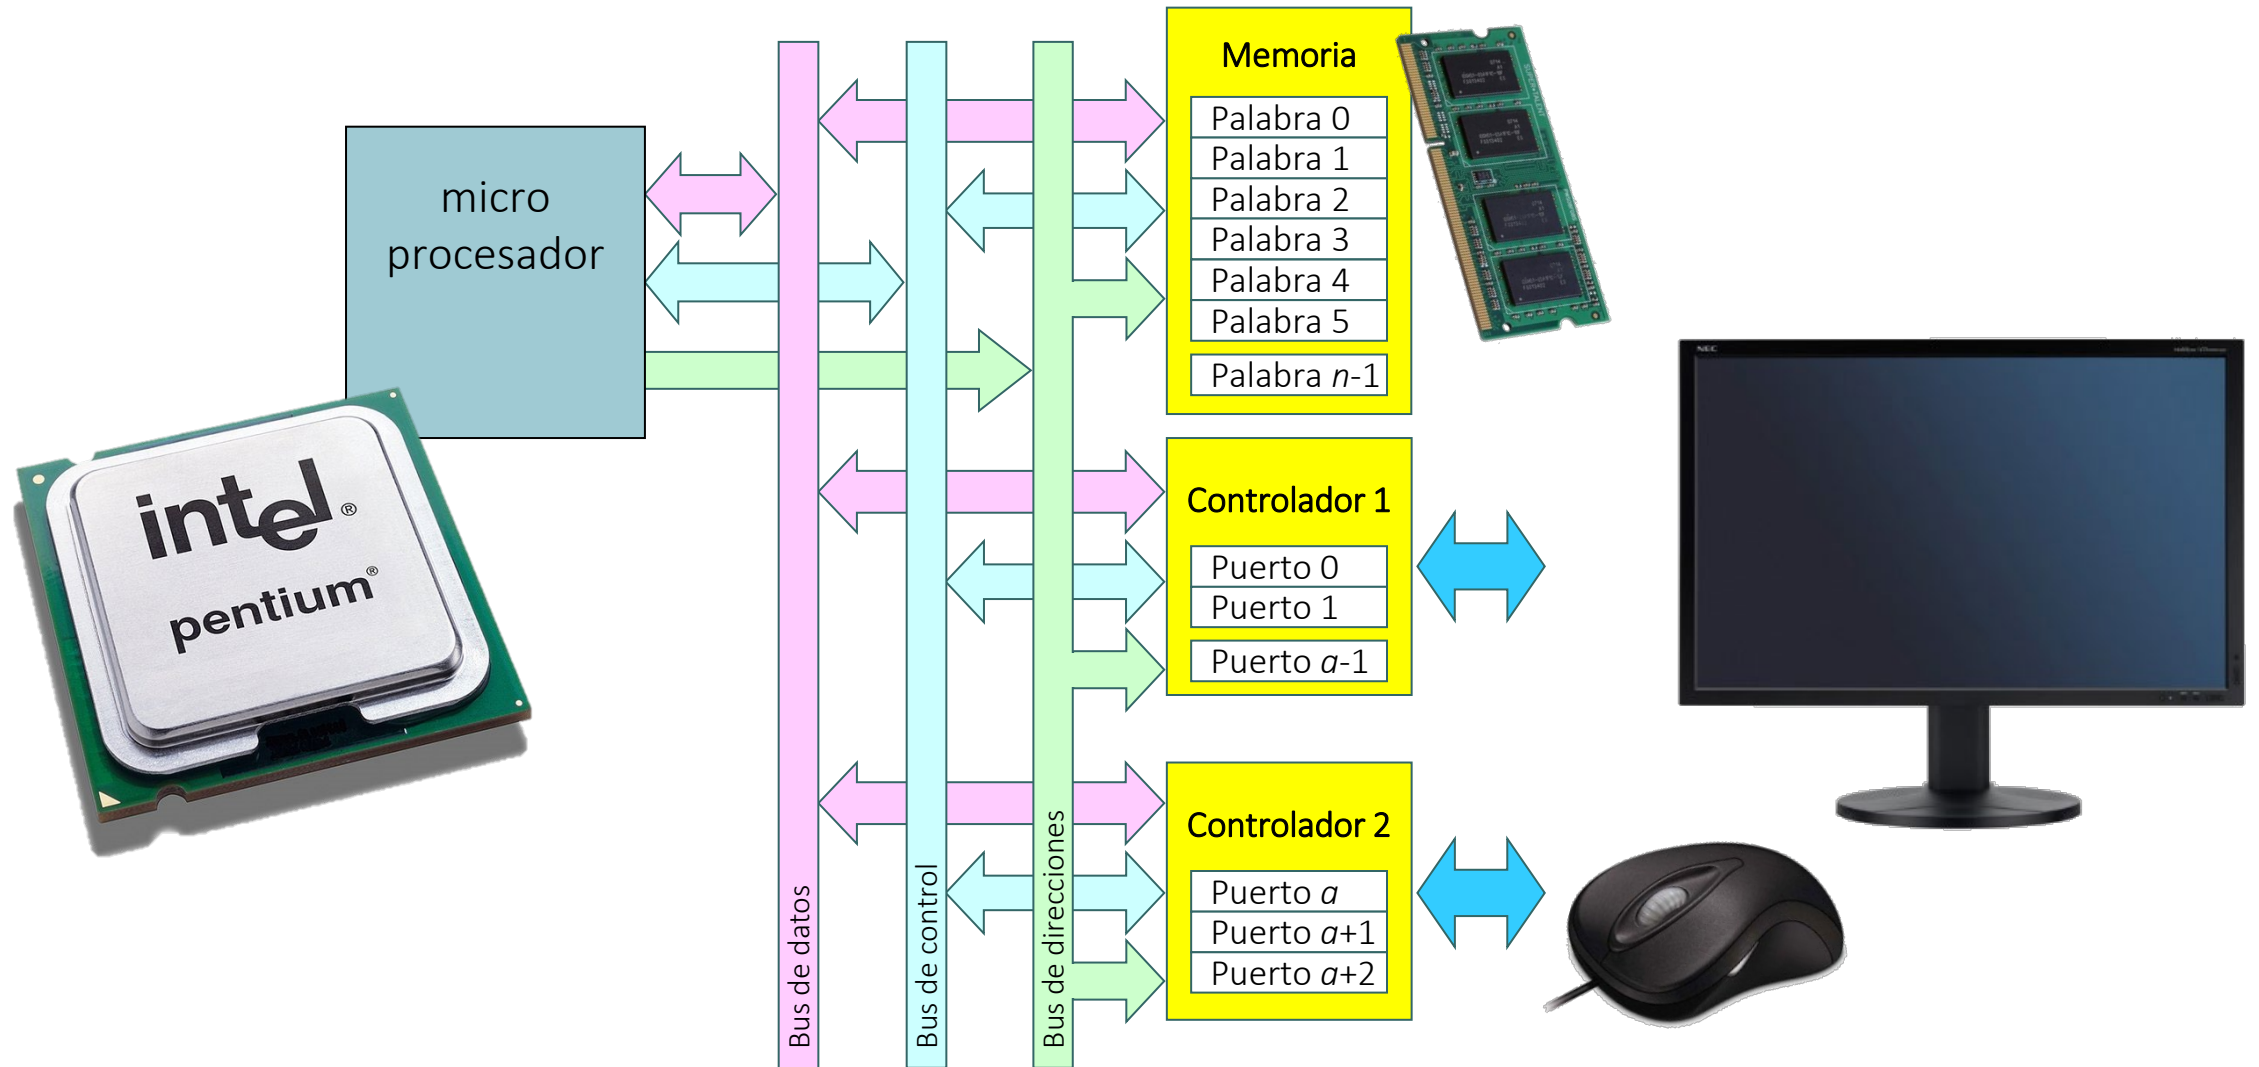 micro
procesador
intel®
pentium®
Bus de datos
Bus de control
Bus de direcciones
Memoria
Palabra 0
Palabra 1
Palabra 2
Palabra 3
Palabra 4
Palabra 5
Palabra n-1
Controlador 1
Puerto 0
Puerto 1
Puerto a-1
Controlador 2
Puerto a
Puerto a+1
Puerto a+2
NEC